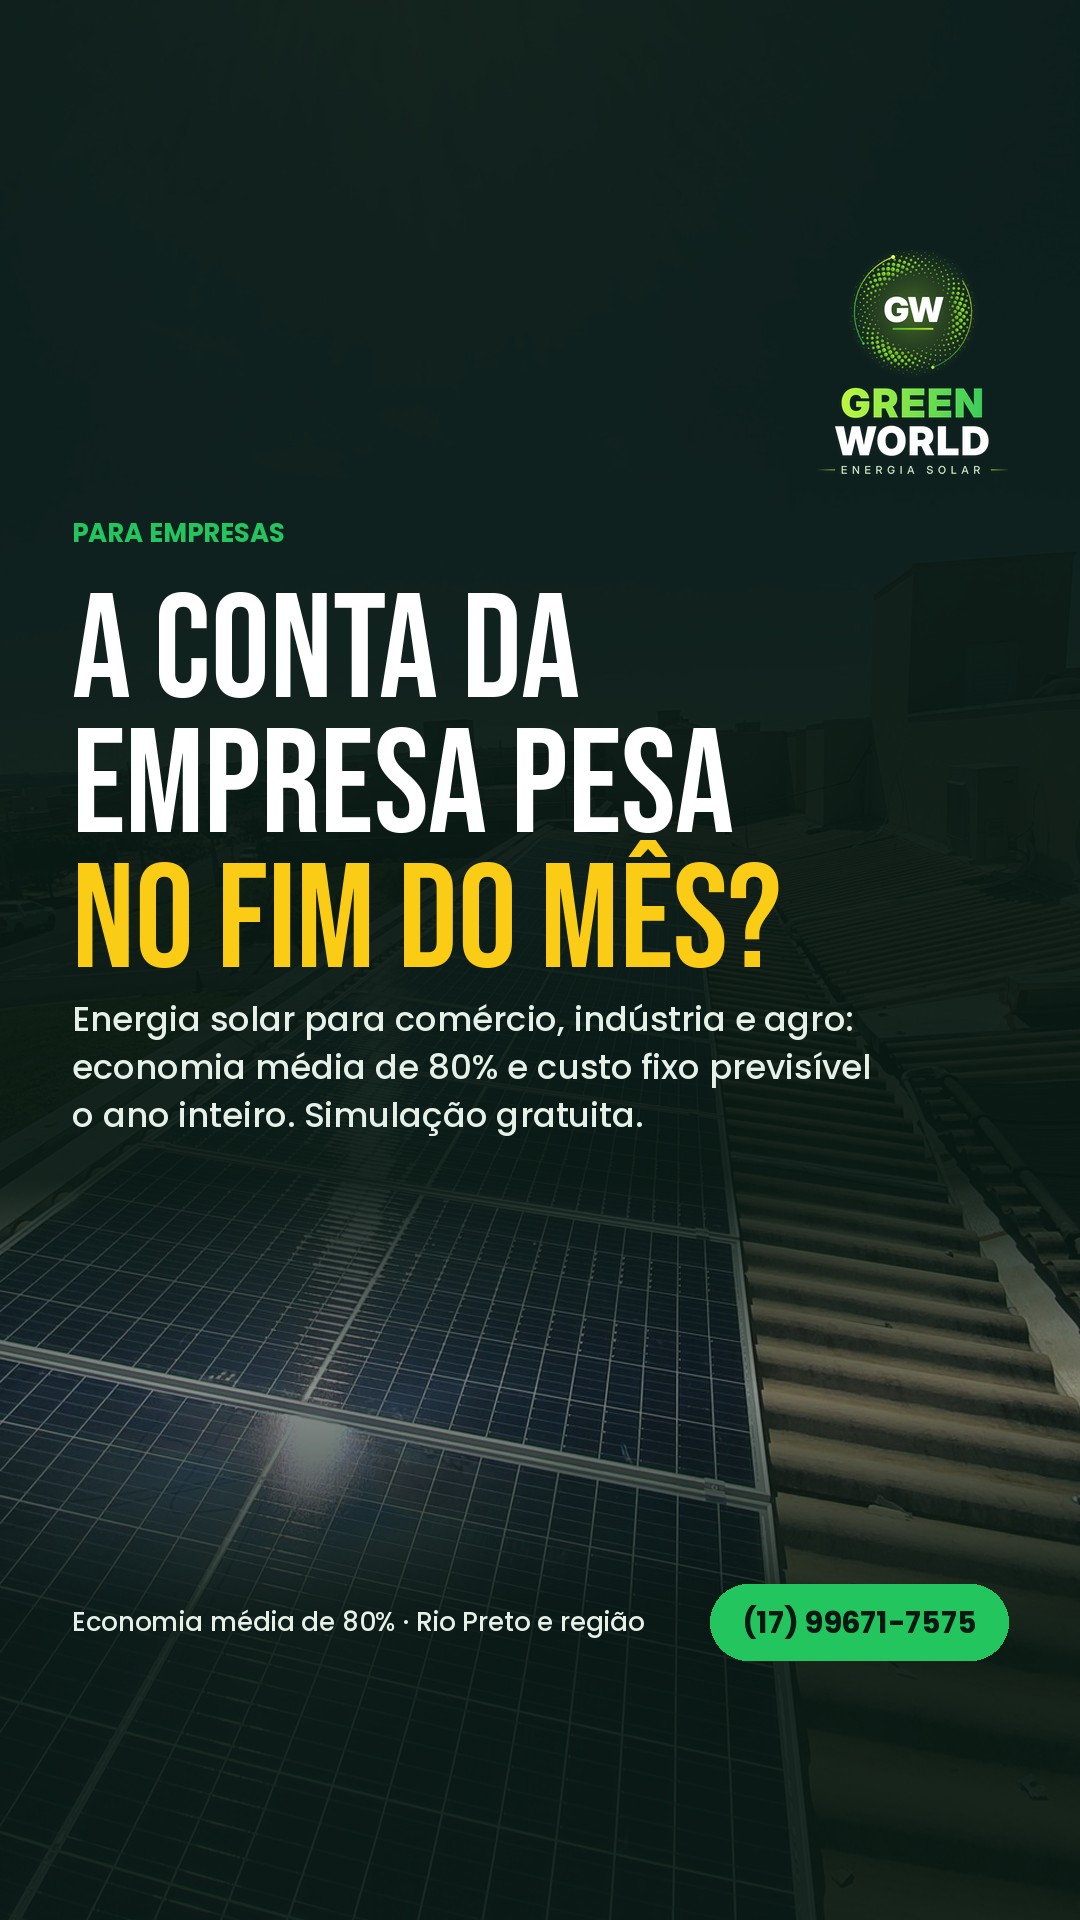 GW
GREEN
WORLD
ENERGIA SOLAR
PARA EMPRESAS
A CONTA DA
EMPRESA PESA
NO FIM DO MÊS?
Energia solar para comércio, indústria e agro:
economia média de 80% e custo fixo previsível
o ano inteiro. Simulação gratuita.
Economia média de 80% · Rio Preto e região
(17) 99671-7575